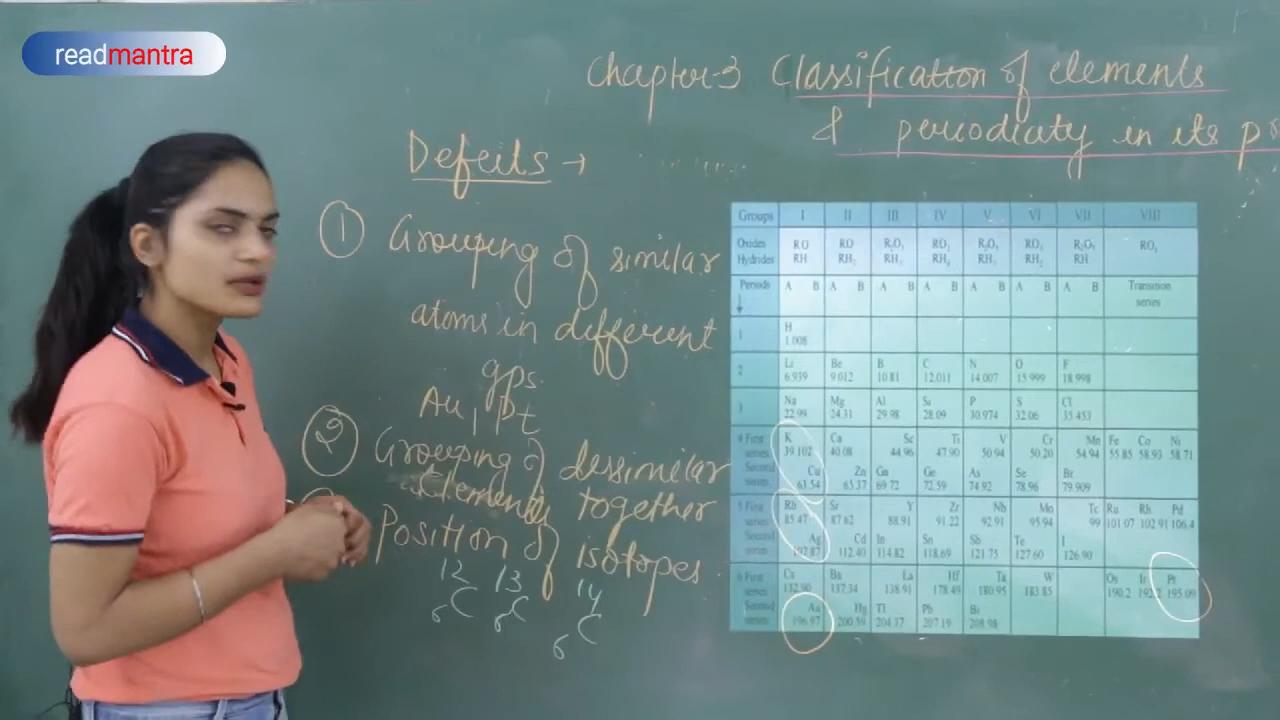 readmantra
Chapter-3 Classification of elements
& periodicaty in its p
Defeits →
① Grouping of similar
atoms in different
gps.
Au, Pt
② Grouping of dessimilar
Elements together
Position of isotopes
12 13 14
6 C 6 C 6 C
Groups I II III IV V VI VII VIII
Oxides RO RO R₂O₃ RO₂ R₂O₅ RO₃ R₂O₇ RO₄
Hydrides RH RH₂ RH₃ RH₄ RH₃ RH₂ RH
Periods A B A B A B A B A B A B A B Transition
↓ series
1 H
1.008
2 Li Be B C N O F
6.939 9.012 10.81 12.011 14.007 15.999 18.998
3 Na Mg Al Si P S Cl
22.99 24.31 29.98 28.09 30.974 32.06 35.453
4 First K Ca Sc Ti V Cr Mn Fe Co Ni
series 39.102 40.08 44.96 47.90 50.94 50.20 54.94 55.85 58.93 58.71
Second Cu Zn Ga Ge As Se Br
series 63.54 65.37 69.72 72.59 74.92 78.96 79.909
5 First Rb Sr Y Zr Nb Mo Tc Ru Rh Pd
series 85.47 87.62 88.91 91.22 92.91 95.94 99 101.07 102.91 106.4
Second Ag Cd In Sn Sb Te I
series 107.87 112.40 114.82 118.69 121.75 127.60 126.90
6 First Cs Ba La Hf Ta W Os Ir Pt
series 132.90 137.34 138.91 178.49 180.95 183.85 190.2 192.2 195.09
Second Au Hg Tl Pb Bi
series 196.97 200.59 204.37 207.19 208.98